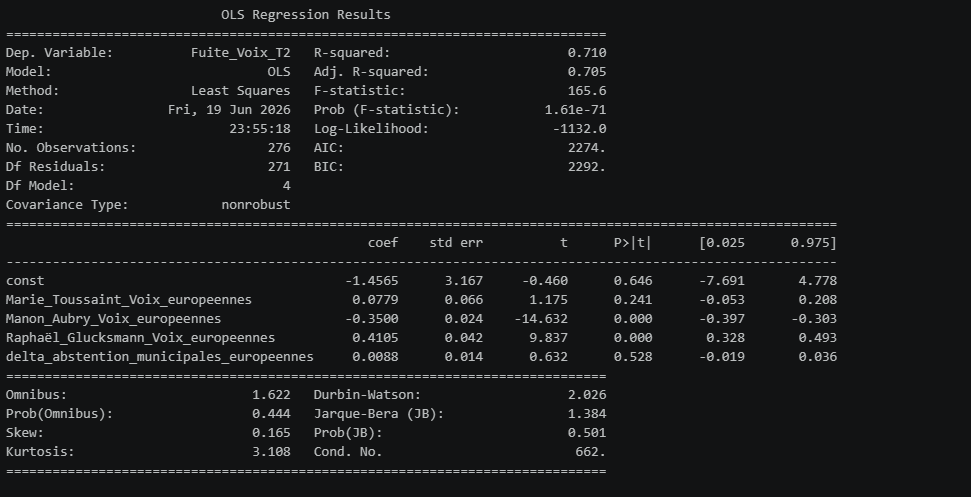 OLS Regression Results
==============================================================================
Dep. Variable:          Fuite_Voix_T2   R-squared:                       0.710
Model:                            OLS   Adj. R-squared:                  0.705
Method:                 Least Squares   F-statistic:                     165.6
Date:                Fri, 19 Jun 2026   Prob (F-statistic):           1.61e-71
Time:                        23:55:18   Log-Likelihood:                -1132.0
No. Observations:                 276   AIC:                             2274.
Df Residuals:                     271   BIC:                             2292.
Df Model:                           4
Covariance Type:            nonrobust
===========================================================================================================
                                              coef    std err          t      P>|t|      [0.025      0.975]
-----------------------------------------------------------------------------------------------------------
const                                      -1.4565      3.167     -0.460      0.646      -7.691       4.778
Marie_Toussaint_Voix_europeennes            0.0779      0.066      1.175      0.241      -0.053       0.208
Manon_Aubry_Voix_europeennes               -0.3500      0.024    -14.632      0.000      -0.397      -0.303
Raphaël_Glucksmann_Voix_europeennes         0.4105      0.042      9.837      0.000       0.328       0.493
delta_abstention_municipales_europeennes    0.0088      0.014      0.632      0.528      -0.019       0.036
==============================================================================
Omnibus:                        1.622   Durbin-Watson:                   2.026
Prob(Omnibus):                  0.444   Jarque-Bera (JB):                1.384
Skew:                           0.165   Prob(JB):                        0.501
Kurtosis:                       3.108   Cond. No.                         662.
==============================================================================